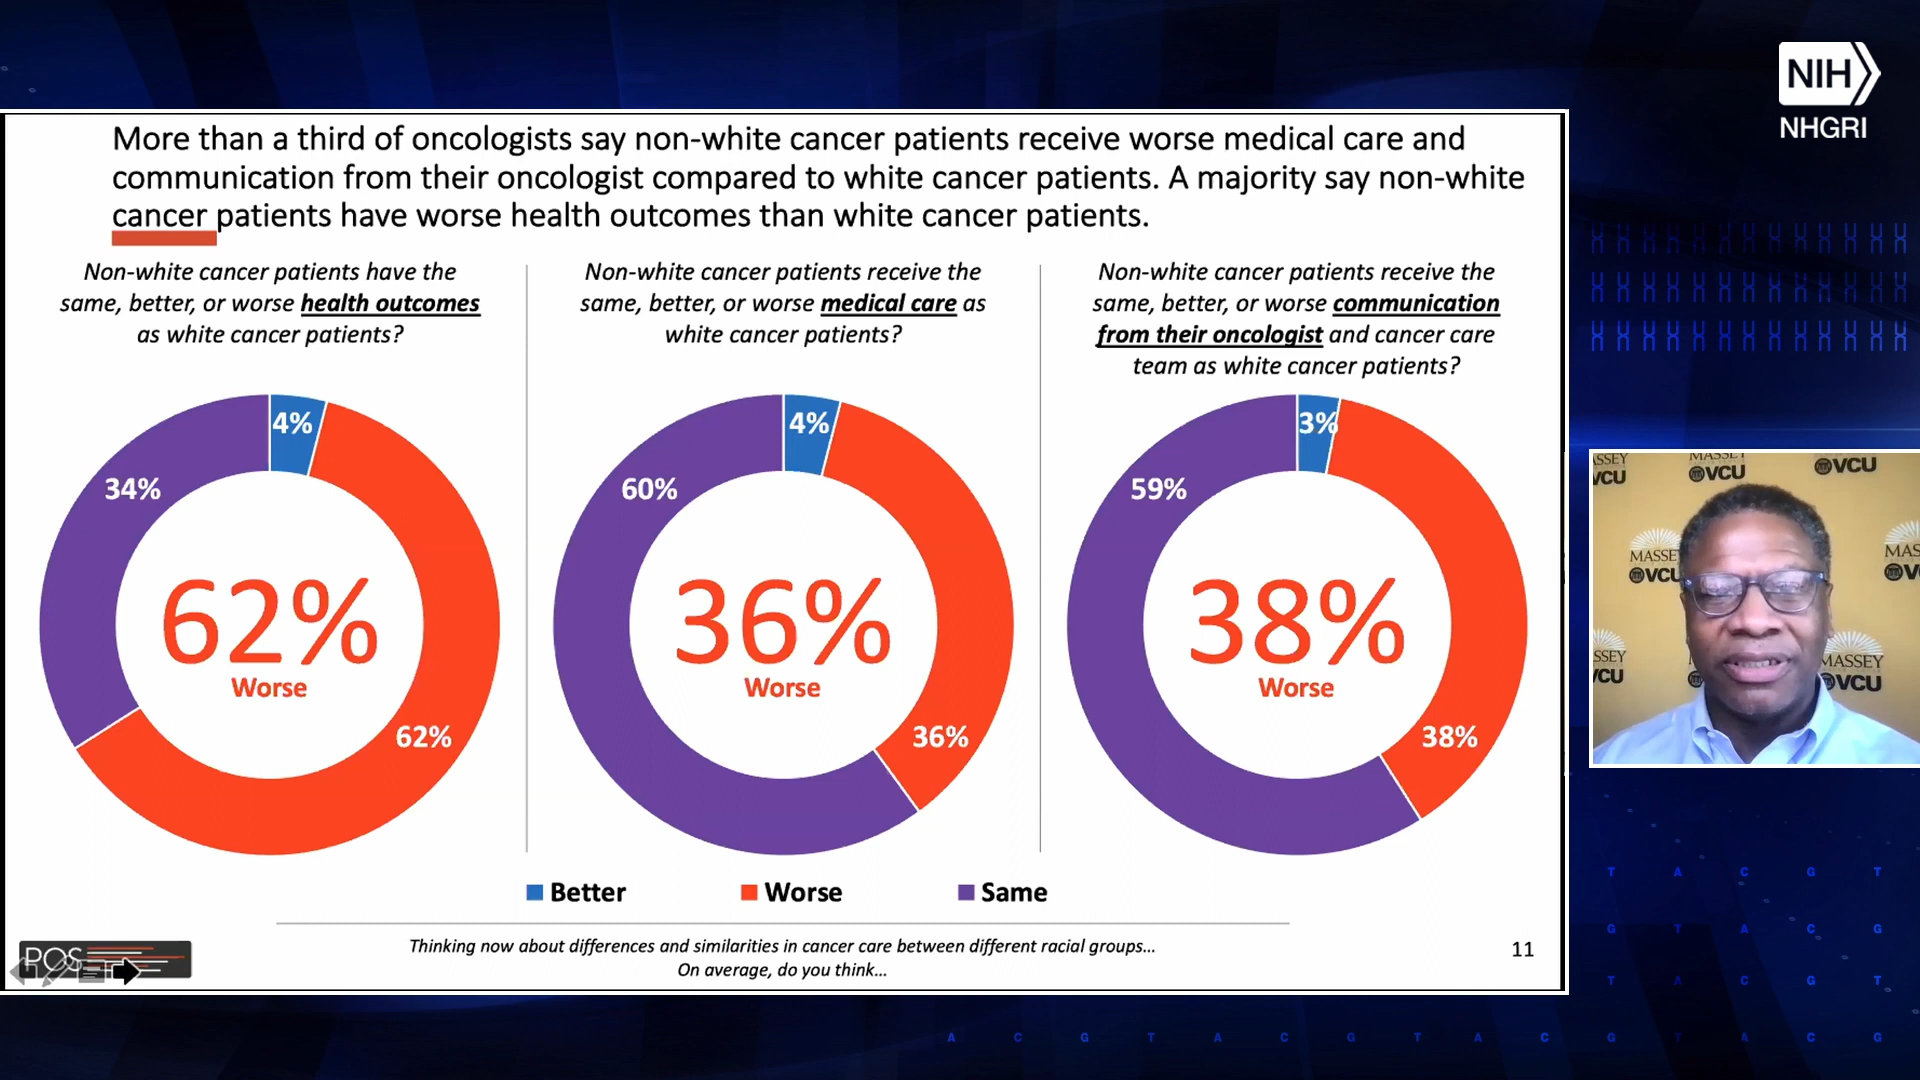 NIH
NHGRI
More than a third of oncologists say non-white cancer patients receive worse medical care and
communication from their oncologist compared to white cancer patients. A majority say non-white
cancer patients have worse health outcomes than white cancer patients.
Non-white cancer patients have the
same, better, or worse health outcomes
as white cancer patients?
4%
34%
62%
Worse
62%
Non-white cancer patients receive the
same, better, or worse medical care as
white cancer patients?
4%
60%
36%
Worse
36%
Non-white cancer patients receive the
same, better, or worse communication
from their oncologist and cancer care
team as white cancer patients?
3%
59%
38%
Worse
38%
Better Worse Same
Thinking now about differences and similarities in cancer care between different racial groups...
On average, do you think...
POS
11
MASSEY
VCU
VCU
MASSEY
VCU
T A C G T
G T A C G
T A C G T
A C G T A C G T A C G T A C G